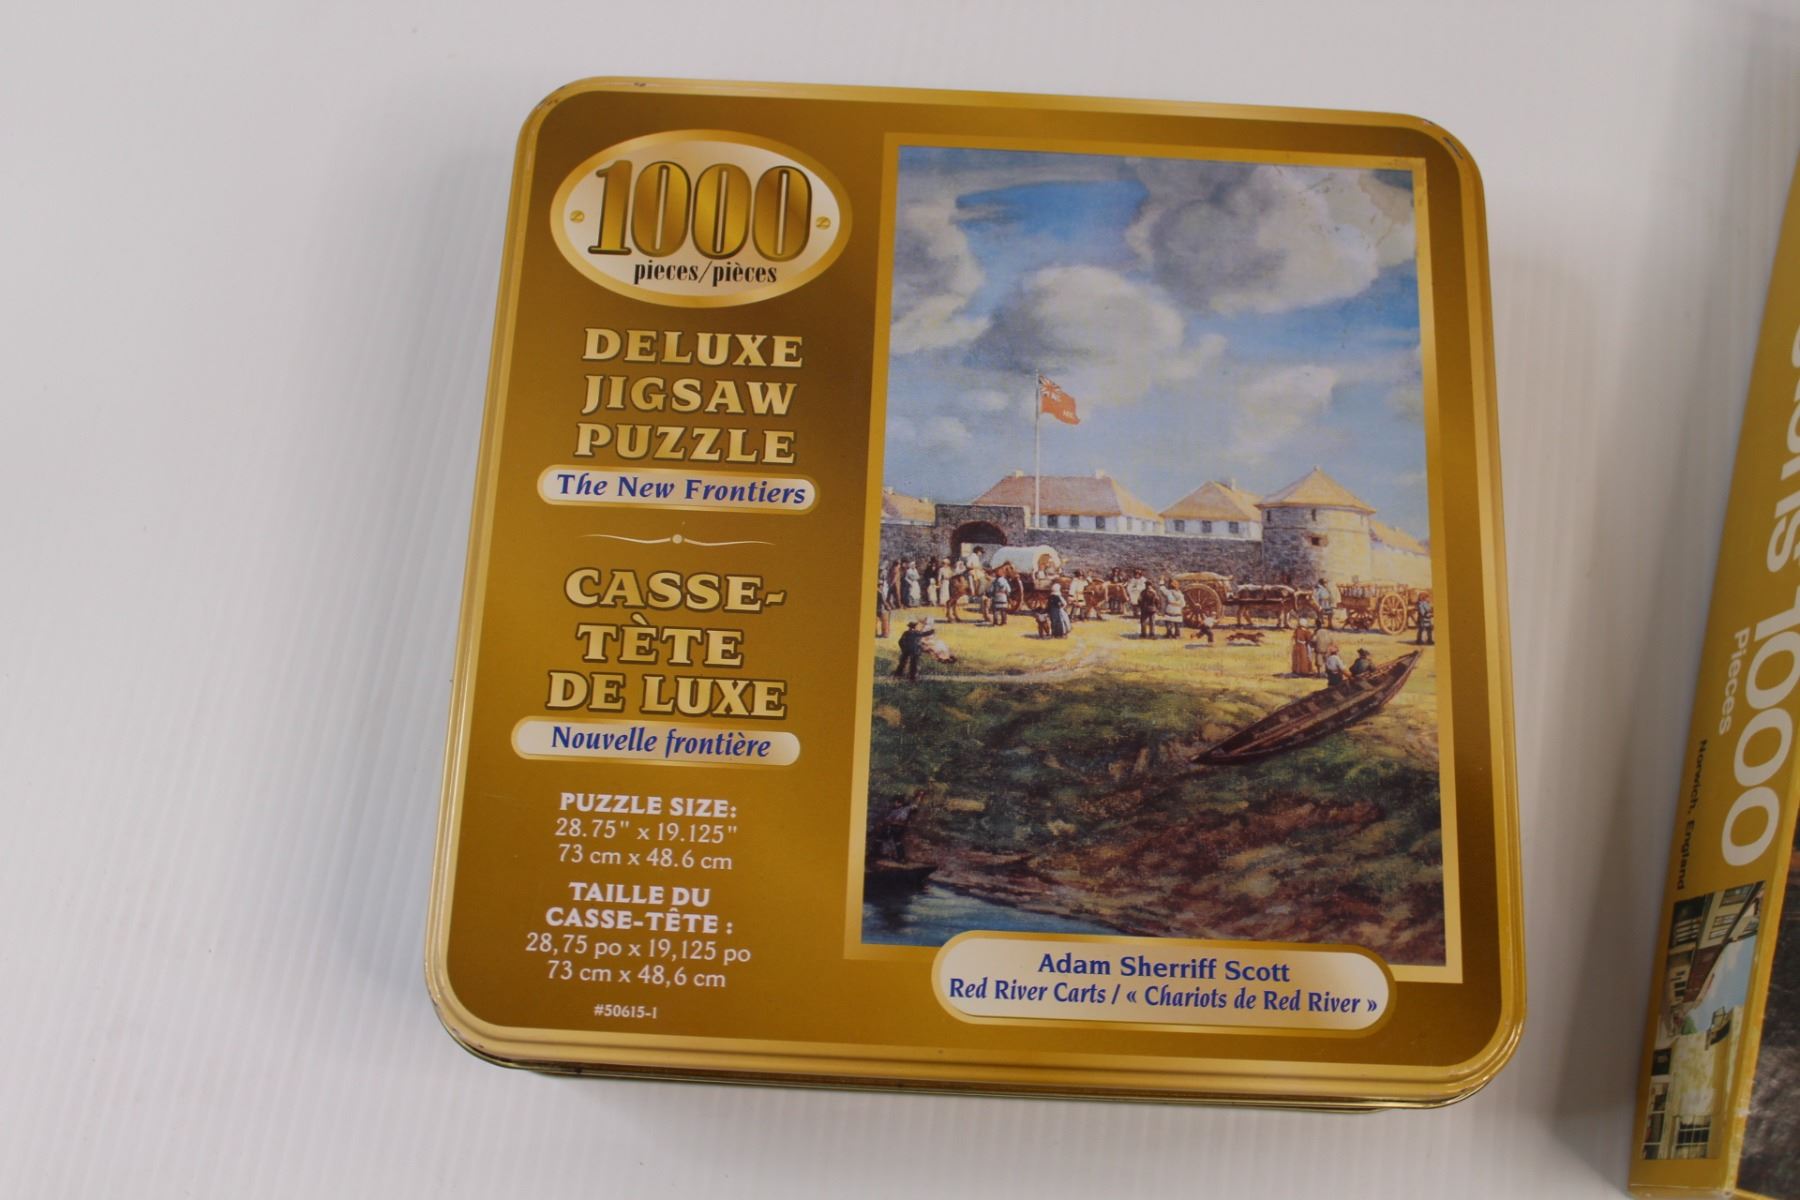 1000
pieces/pièces
DELUXE
JIGSAW
PUZZLE
The New Frontiers
CASSE-
TÈTE
DE LUXE
Nouvelle frontière
PUZZLE SIZE:
28.75" x 19.125"
73 cm x 48.6 cm
TAILLE DU
CASSE-TÊTE :
28,75 po x 19,125 po
73 cm x 48,6 cm
#50615-1
Adam Sherriff Scott
Red River Carts / « Chariots de Red River »
1000
Pieces
Norwich, England